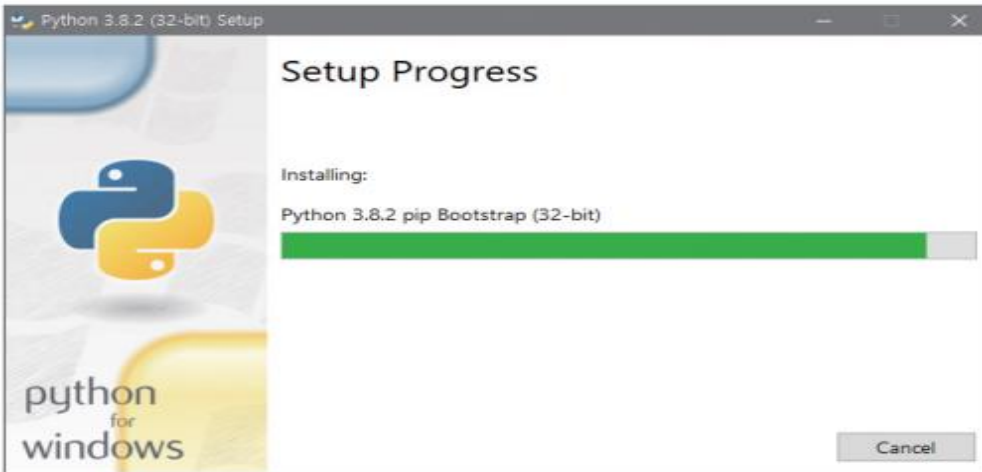 Python 3.8.2 (32-bit) Setup
Setup Progress
Installing:
Python 3.8.2 pip Bootstrap (32-bit)
python
for
windows
Cancel